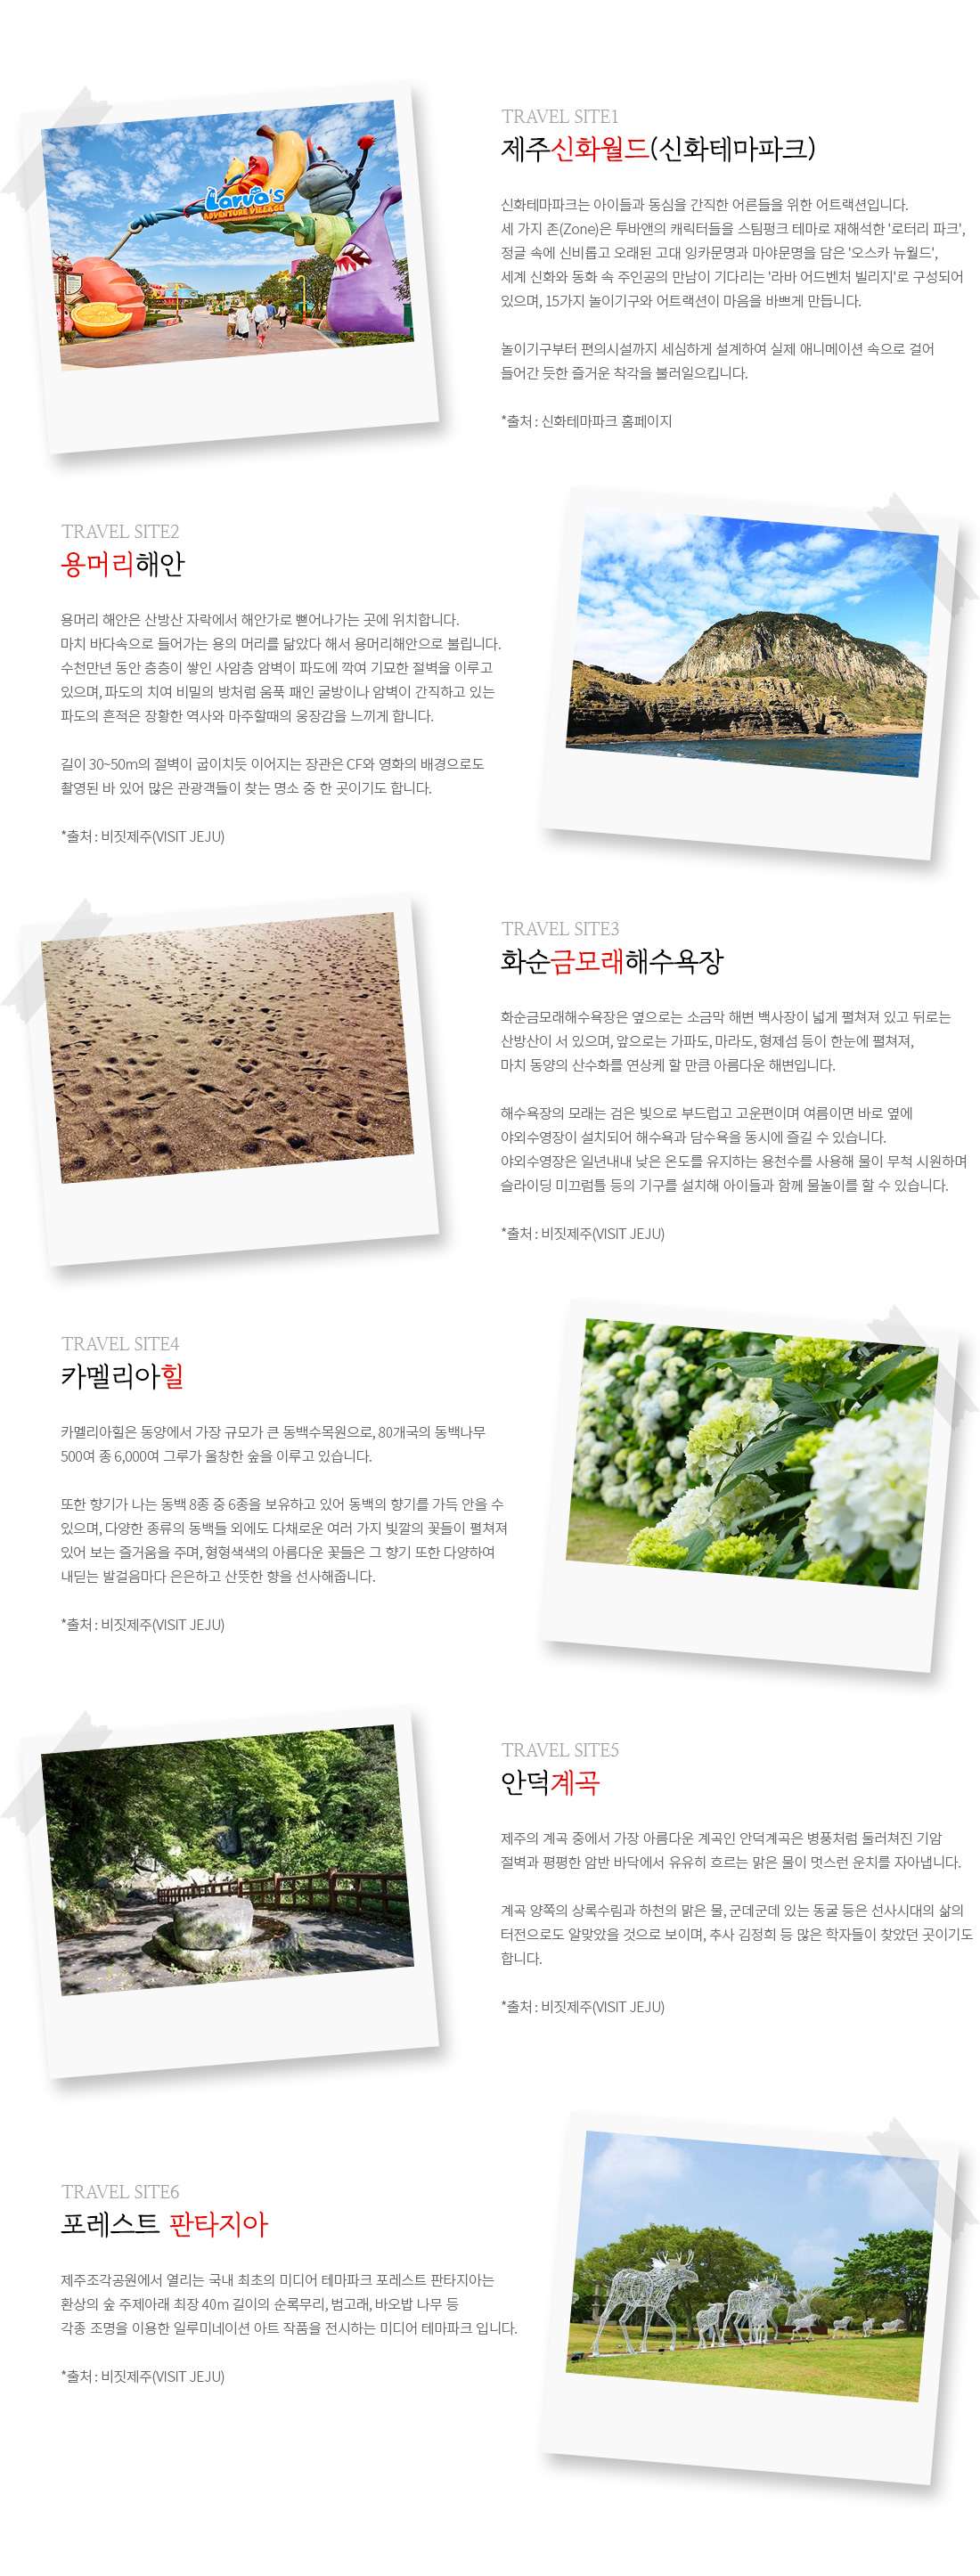 Larva's
ADVENTURE VILLAGE
TRAVEL SITE1
제주신화월드(신화테마파크)
신화테마파크는 아이들과 동심을 간직한 어른들을 위한 어트랙션입니다.
세 가지 존(Zone)은 투바앤의 캐릭터들을 스팀펑크 테마로 재해석한 '로터리 파크',
정글 속에 신비롭고 오래된 고대 잉카문명과 마야문명을 담은 '오스카 뉴월드',
세계 신화와 동화 속 주인공의 만남이 기다리는 '라바 어드벤처 빌리지'로 구성되어
있으며, 15가지 놀이기구와 어트랙션이 마음을 바쁘게 만듭니다.
놀이기구부터 편의시설까지 세심하게 설계하여 실제 애니메이션 속으로 걸어
들어간 듯한 즐거운 착각을 불러일으킵니다.
*출처 : 신화테마파크 홈페이지
TRAVEL SITE2
용머리해안
용머리 해안은 산방산 자락에서 해안가로 뻗어나가는 곳에 위치합니다.
마치 바다속으로 들어가는 용의 머리를 닮았다 해서 용머리해안으로 불립니다.
수천만년 동안 층층이 쌓인 사암층 암벽이 파도에 깍여 기묘한 절벽을 이루고
있으며, 파도의 치여 비밀의 방처럼 움푹 패인 굴방이나 암벽이 간직하고 있는
파도의 흔적은 장황한 역사와 마주할때의 웅장감을 느끼게 합니다.
길이 30~50m의 절벽이 굽이치듯 이어지는 장관은 CF와 영화의 배경으로도
촬영된 바 있어 많은 관광객들이 찾는 명소 중 한 곳이기도 합니다.
*출처 : 비짓제주(VISIT JEJU)
TRAVEL SITE3
화순금모래해수욕장
화순금모래해수욕장은 옆으로는 소금막 해변 백사장이 넓게 펼쳐져 있고 뒤로는
산방산이 서 있으며, 앞으로는 가파도, 마라도, 형제섬 등이 한눈에 펼쳐져,
마치 동양의 산수화를 연상케 할 만큼 아름다운 해변입니다.
해수욕장의 모래는 검은 빛으로 부드럽고 고운편이며 여름이면 바로 옆에
야외수영장이 설치되어 해수욕과 담수욕을 동시에 즐길 수 있습니다.
야외수영장은 일년내내 낮은 온도를 유지하는 용천수를 사용해 물이 무척 시원하며
슬라이딩 미끄럼틀 등의 기구를 설치해 아이들과 함께 물놀이를 할 수 있습니다.
*출처 : 비짓제주(VISIT JEJU)
TRAVEL SITE4
카멜리아힐
카멜리아힐은 동양에서 가장 규모가 큰 동백수목원으로, 80개국의 동백나무
500여 종 6,000여 그루가 울창한 숲을 이루고 있습니다.
또한 향기가 나는 동백 8종 중 6종을 보유하고 있어 동백의 향기를 가득 안을 수
있으며, 다양한 종류의 동백들 외에도 다채로운 여러 가지 빛깔의 꽃들이 펼쳐져
있어 보는 즐거움을 주며, 형형색색의 아름다운 꽃들은 그 향기 또한 다양하여
내딛는 발걸음마다 은은하고 산뜻한 향을 선사해줍니다.
*출처 : 비짓제주(VISIT JEJU)
TRAVEL SITE5
안덕계곡
제주의 계곡 중에서 가장 아름다운 계곡인 안덕계곡은 병풍처럼 둘러쳐진 기암
절벽과 평평한 암반 바닥에서 유유히 흐르는 맑은 물이 멋스런 운치를 자아냅니다.
계곡 양쪽의 상록수림과 하천의 맑은 물, 군데군데 있는 동굴 등은 선사시대의 삶의
터전으로도 알맞았을 것으로 보이며, 추사 김정희 등 많은 학자들이 찾았던 곳이기도
합니다.
*출처 : 비짓제주(VISIT JEJU)
TRAVEL SITE6
포레스트 판타지아
제주조각공원에서 열리는 국내 최초의 미디어 테마파크 포레스트 판타지아는
환상의 숲 주제아래 최장 40m 길이의 순록무리, 범고래, 바오밥 나무 등
각종 조명을 이용한 일루미네이션 아트 작품을 전시하는 미디어 테마파크 입니다.
*출처 : 비짓제주(VISIT JEJU)